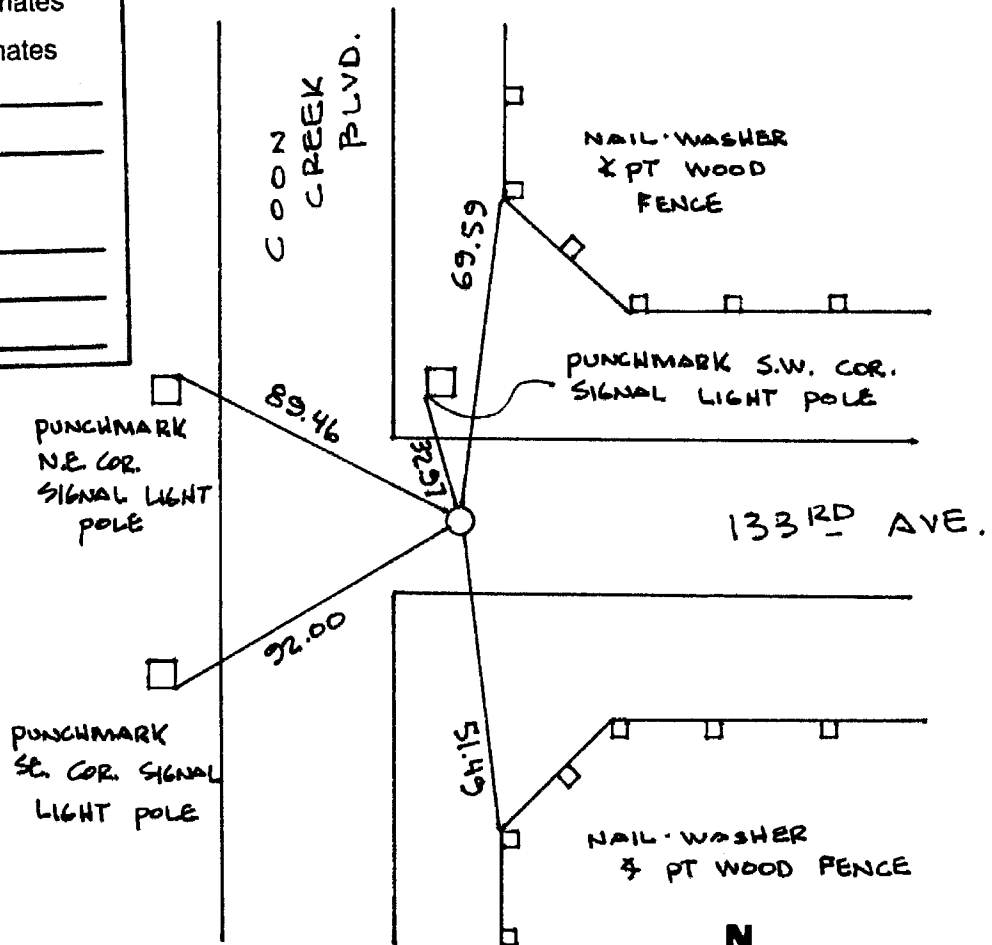 nates
nates
COON
CREEK
BLVD.
NAIL·WASHER
PT WOOD
FENCE
69.59
PUNCHMARK S.W. COR.
SIGNAL LIGHT POLE
89.46
32.97
PUNCHMARK
N.E. COR.
SIGNAL LIGHT
POLE
133RD AVE.
92.00
PUNCHMARK
SE. COR. SIGNAL
LIGHT POLE
51.49
NAIL·WASHER
PT WOOD FENCE
N